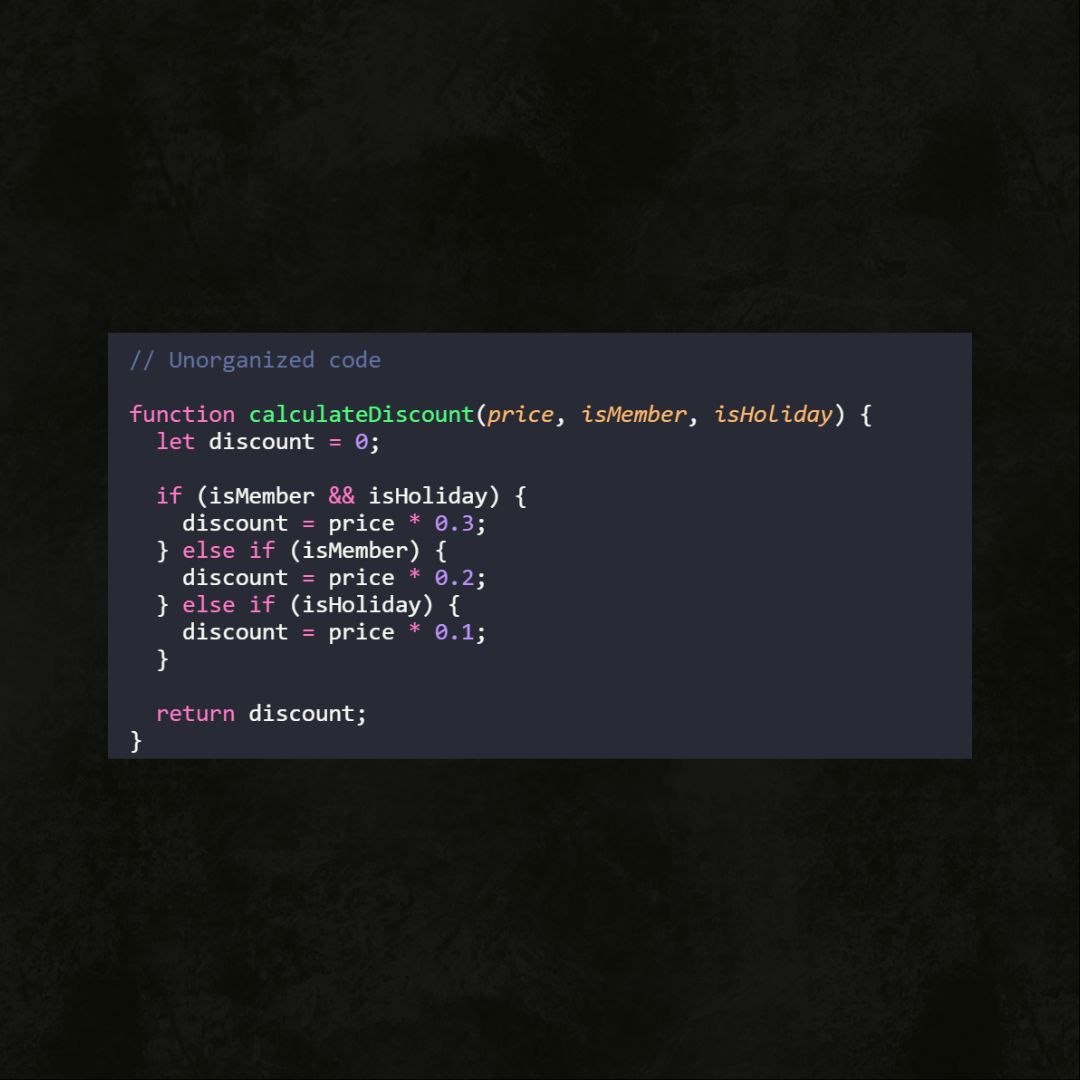 // Unorganized code
function calculateDiscount(price, isMember, isHoliday) {
  let discount = 0;
  if (isMember && isHoliday) {
    discount = price * 0.3;
  } else if (isMember) {
    discount = price * 0.2;
  } else if (isHoliday) {
    discount = price * 0.1;
  }
  return discount;
}